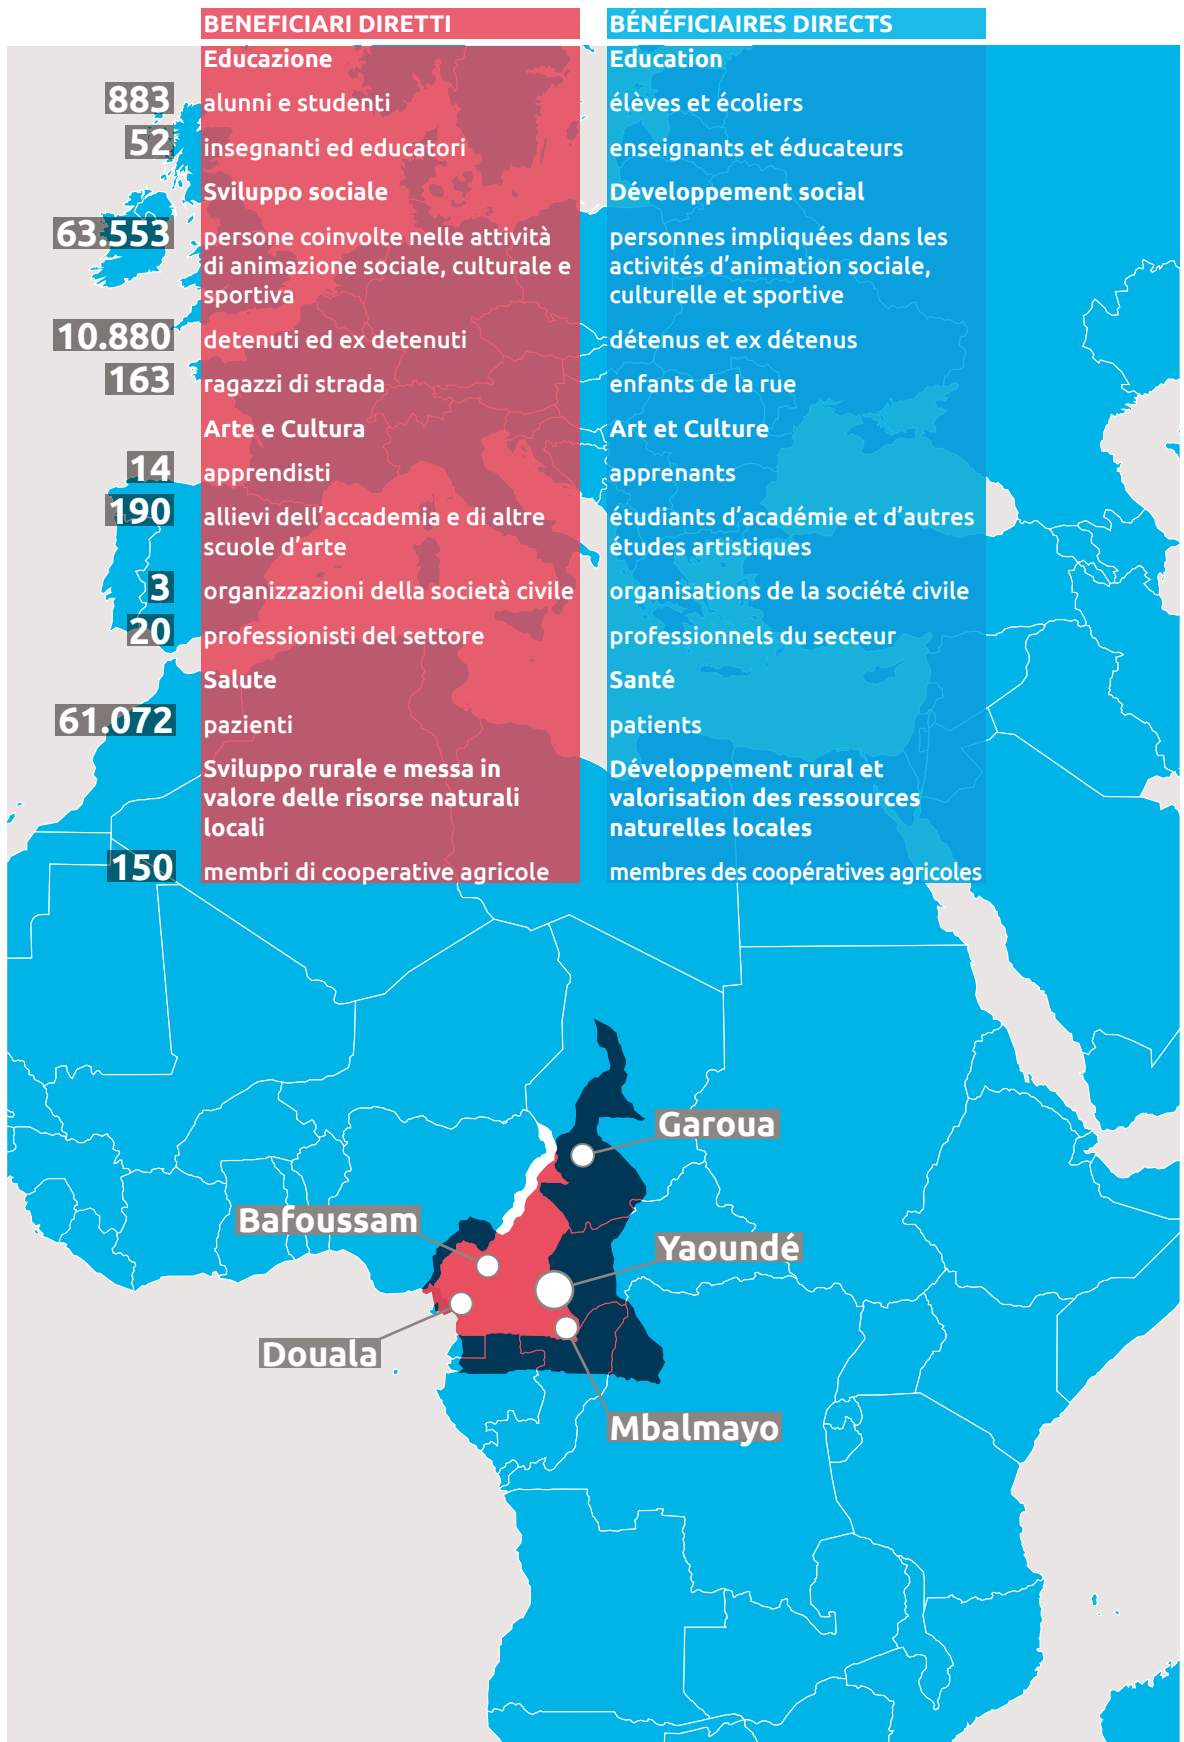 BENEFICIARI DIRETTI
BÉNÉFICIAIRES DIRECTS
Educazione
Education
883 alunni e studenti
élèves et écoliers
52 insegnanti ed educatori
enseignants et éducateurs
Sviluppo sociale
Développement social
63.553 persone coinvolte nelle attività
di animazione sociale, culturale e
sportiva
personnes impliquées dans les
activités d’animation sociale,
culturelle et sportive
10.880 detenuti ed ex detenuti
détenus et ex détenus
163 ragazzi di strada
enfants de la rue
Arte e Cultura
Art et Culture
14 apprendisti
apprenants
190 allievi dell’accademia e di altre
scuole d’arte
étudiants d’académie et d’autres
études artistiques
3 organizzazioni della società civile
organisations de la société civile
20 professionisti del settore
professionnels du secteur
Salute
Santé
61.072 pazienti
patients
Sviluppo rurale e messa in
valore delle risorse naturali
locali
Développement rural et
valorisation des ressources
naturelles locales
150 membri di cooperative agricole
membres des coopératives agricoles
Garoua
Bafoussam
Yaoundé
Douala
Mbalmayo